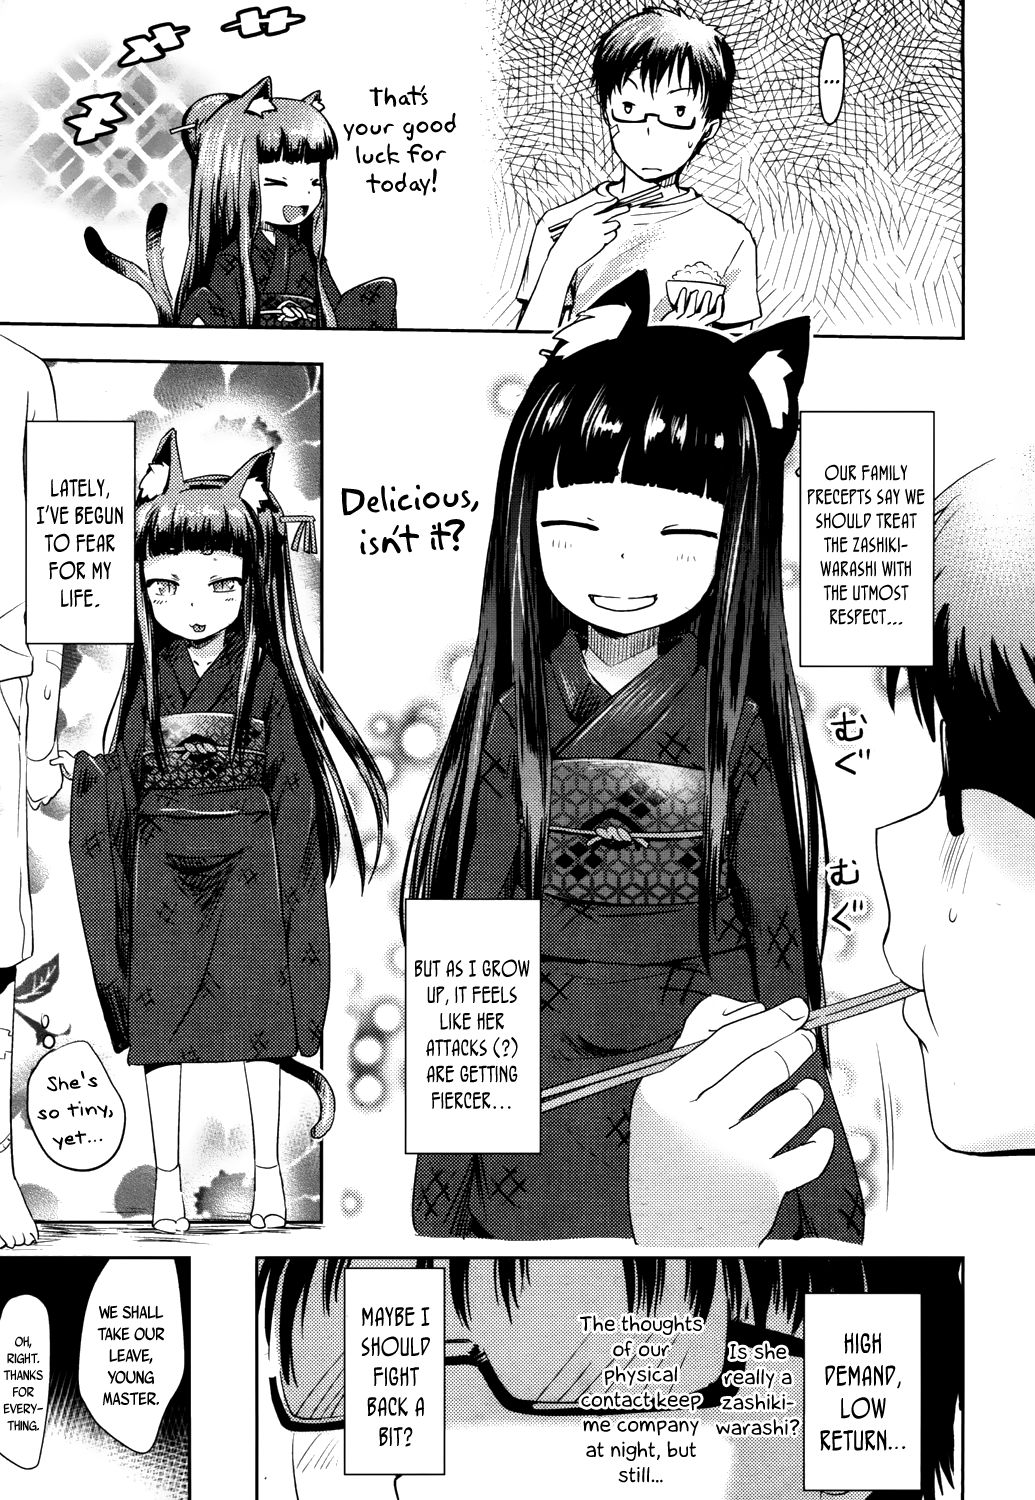 ...
That's
your good
luck for
today!
OUR FAMILY
PRECEPTS SAY WE
SHOULD TREAT
THE ZASHIKI-
WARASHI WITH
THE UTMOST
RESPECT...
むぐ
むぐ
Delicious,
isn't it?
BUT AS I GROW
UP, IT FEELS
LIKE HER
ATTACKS (?)
ARE GETTING
FIERCER...
LATELY,
I'VE BEGUN
TO FEAR
FOR MY
LIFE.
She's
so tiny,
yet...
HIGH
DEMAND,
LOW
RETURN...
Is she
really a
zashiki-
warashi?
The thoughts
of our
physical
contact keep
me company
at night, but
still...
MAYBE I
SHOULD
FIGHT
BACK A
BIT?
WE SHALL
TAKE OUR
LEAVE,
YOUNG
MASTER.
OH,
RIGHT.
THANKS
FOR
EVERY-
THING.